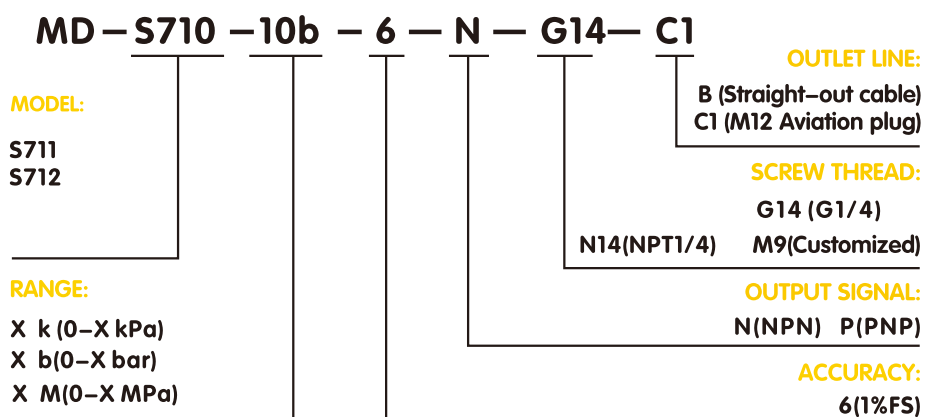 MD–S710–10b–6–N–G14–C1
MODEL:
S711
S712
RANGE:
X k (0–X kPa)
X b(0–X bar)
X M(0–X MPa)
OUTLET LINE:
B (Straight–out cable)
C1 (M12 Aviation plug)
SCREW THREAD:
G14 (G1/4)
N14(NPT1/4) M9(Customized)
OUTPUT SIGNAL:
N(NPN) P(PNP)
ACCURACY:
6(1%FS)